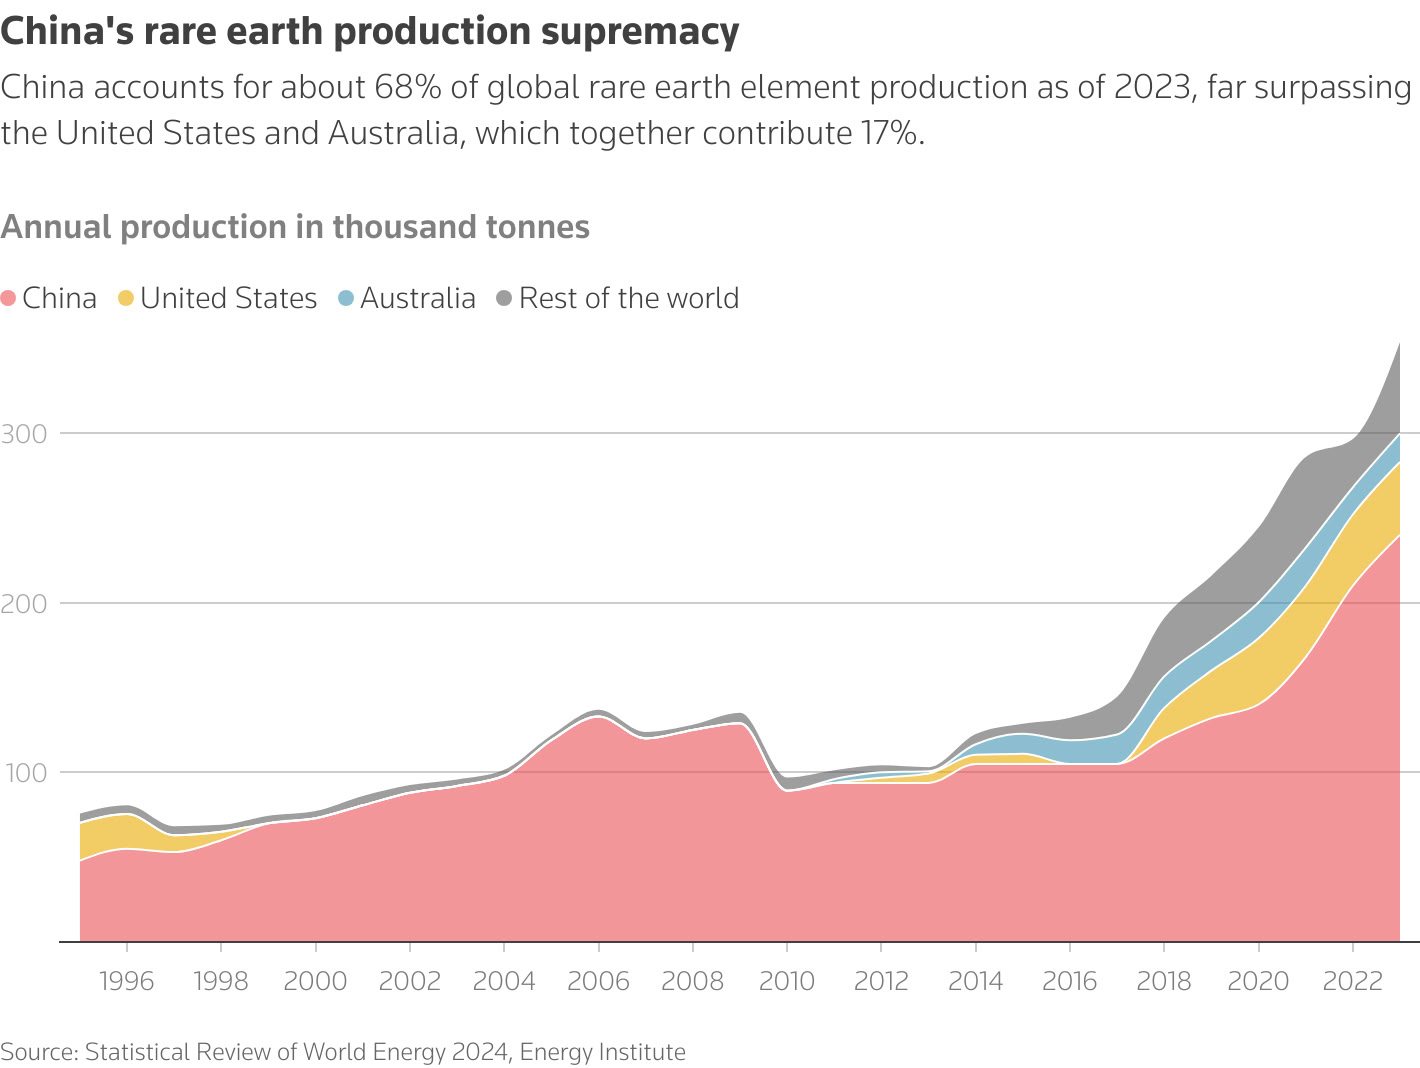 China's rare earth production supremacy
China accounts for about 68% of global rare earth element production as of 2023, far surpassing
the United States and Australia, which together contribute 17%.
Annual production in thousand tonnes
China United States Australia Rest of the world
300
200
100
1996 1998 2000 2002 2004 2006 2008 2010 2012 2014 2016 2018 2020 2022
Source: Statistical Review of World Energy 2024, Energy Institute